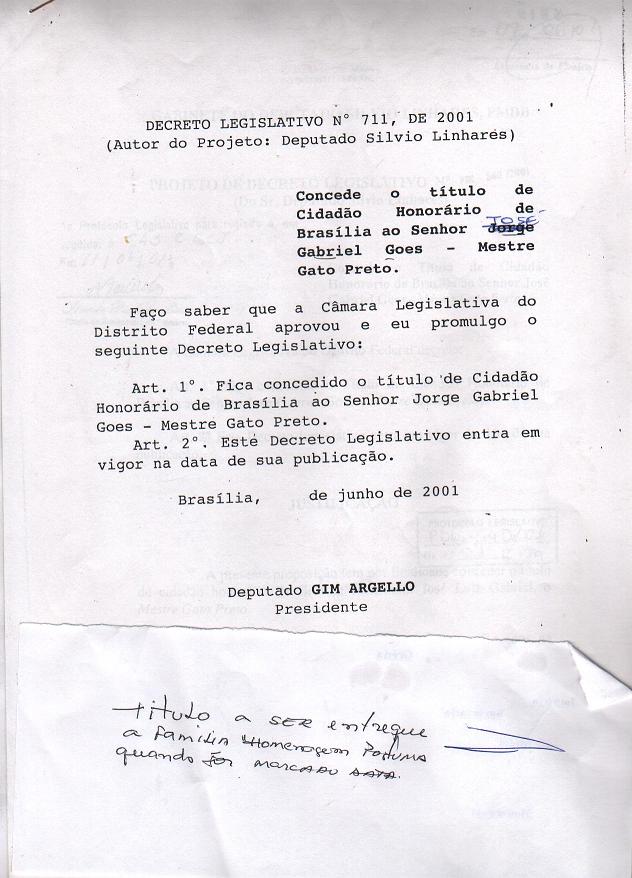 DECRETO LEGISLATIVO N° 711, DE 2001
(Autor do Projeto: Deputado Silvio Linhares)
Concede o título de
Cidadão Honorário de
JOSÉ
Brasília ao Senhor Jorge
Gabriel Goes – Mestre
Gato Preto.
Faço saber que a Câmara Legislativa do
Distrito Federal aprovou e eu promulgo o
seguinte Decreto Legislativo:
Art. 1°. Fica concedido o título de Cidadão
Honorário de Brasília ao Senhor Jorge Gabriel
Goes – Mestre Gato Preto.
Art. 2°. Este Decreto Legislativo entra em
vigor na data de sua publicação.
Brasília, de junho de 2001
Deputado GIM ARGELLO
Presidente
Titulo a SER entregue
a familia Homenagem Postuma
quando for marcado data.